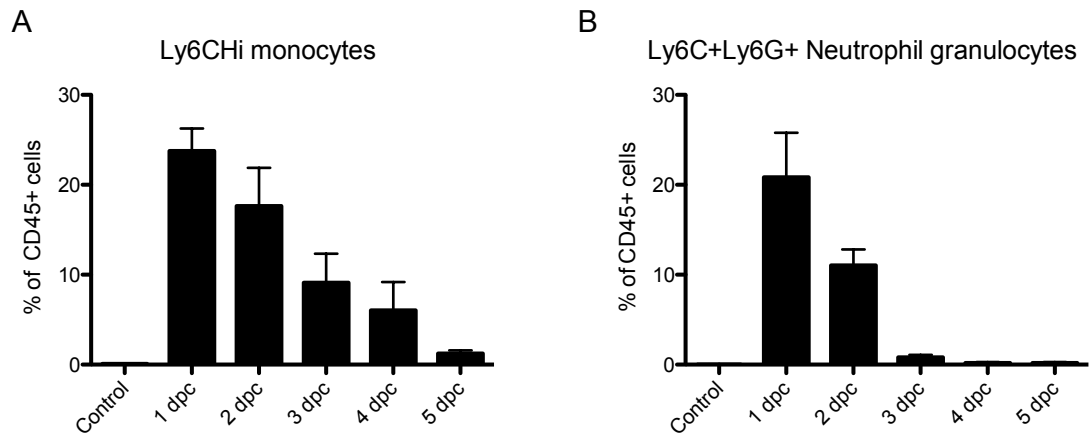 A
Ly6CHi monocytes
% of CD45+ cells
30
20
10
0
Control
1 dpc
2 dpc
3 dpc
4 dpc
5 dpc
B
Ly6C+Ly6G+ Neutrophil granulocytes
% of CD45+ cells
30
20
10
0
Control
1 dpc
2 dpc
3 dpc
4 dpc
5 dpc